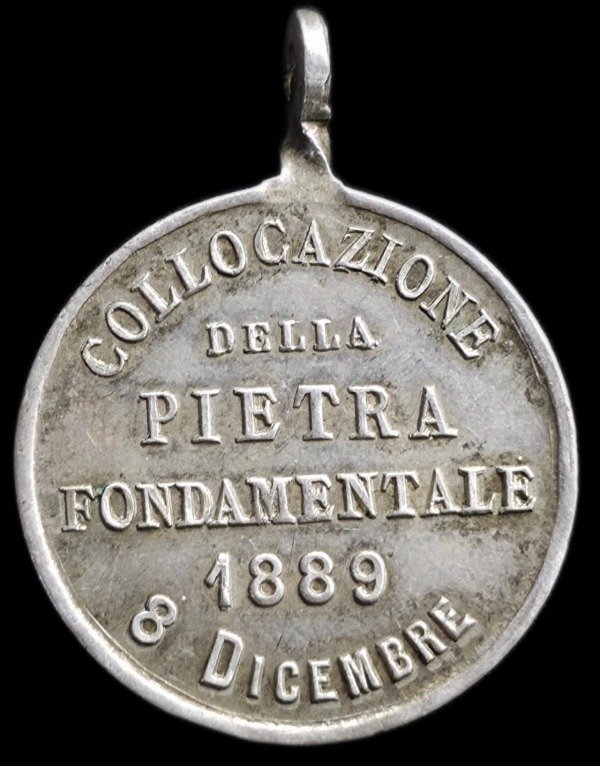 COLLOCAZIONE
DELLA
PIETRA
FONDAMENTALE
1889
8 DICEMBRE